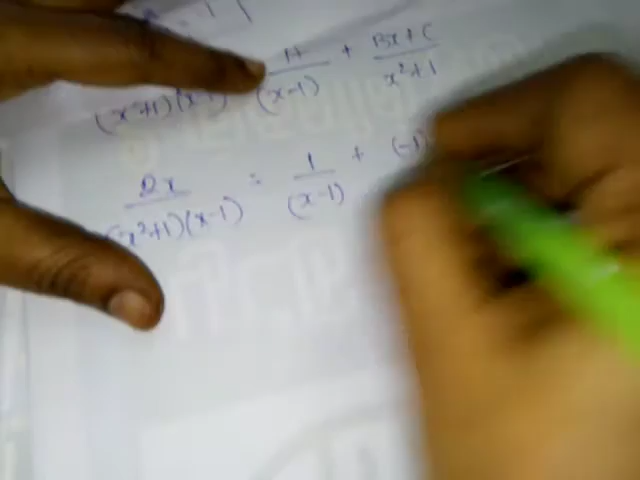 (x²+1)(x-1) A/(x-1) + Bx+C/x²+1
2x/(x²+1)(x-1) = 1/(x-1) + (-1)